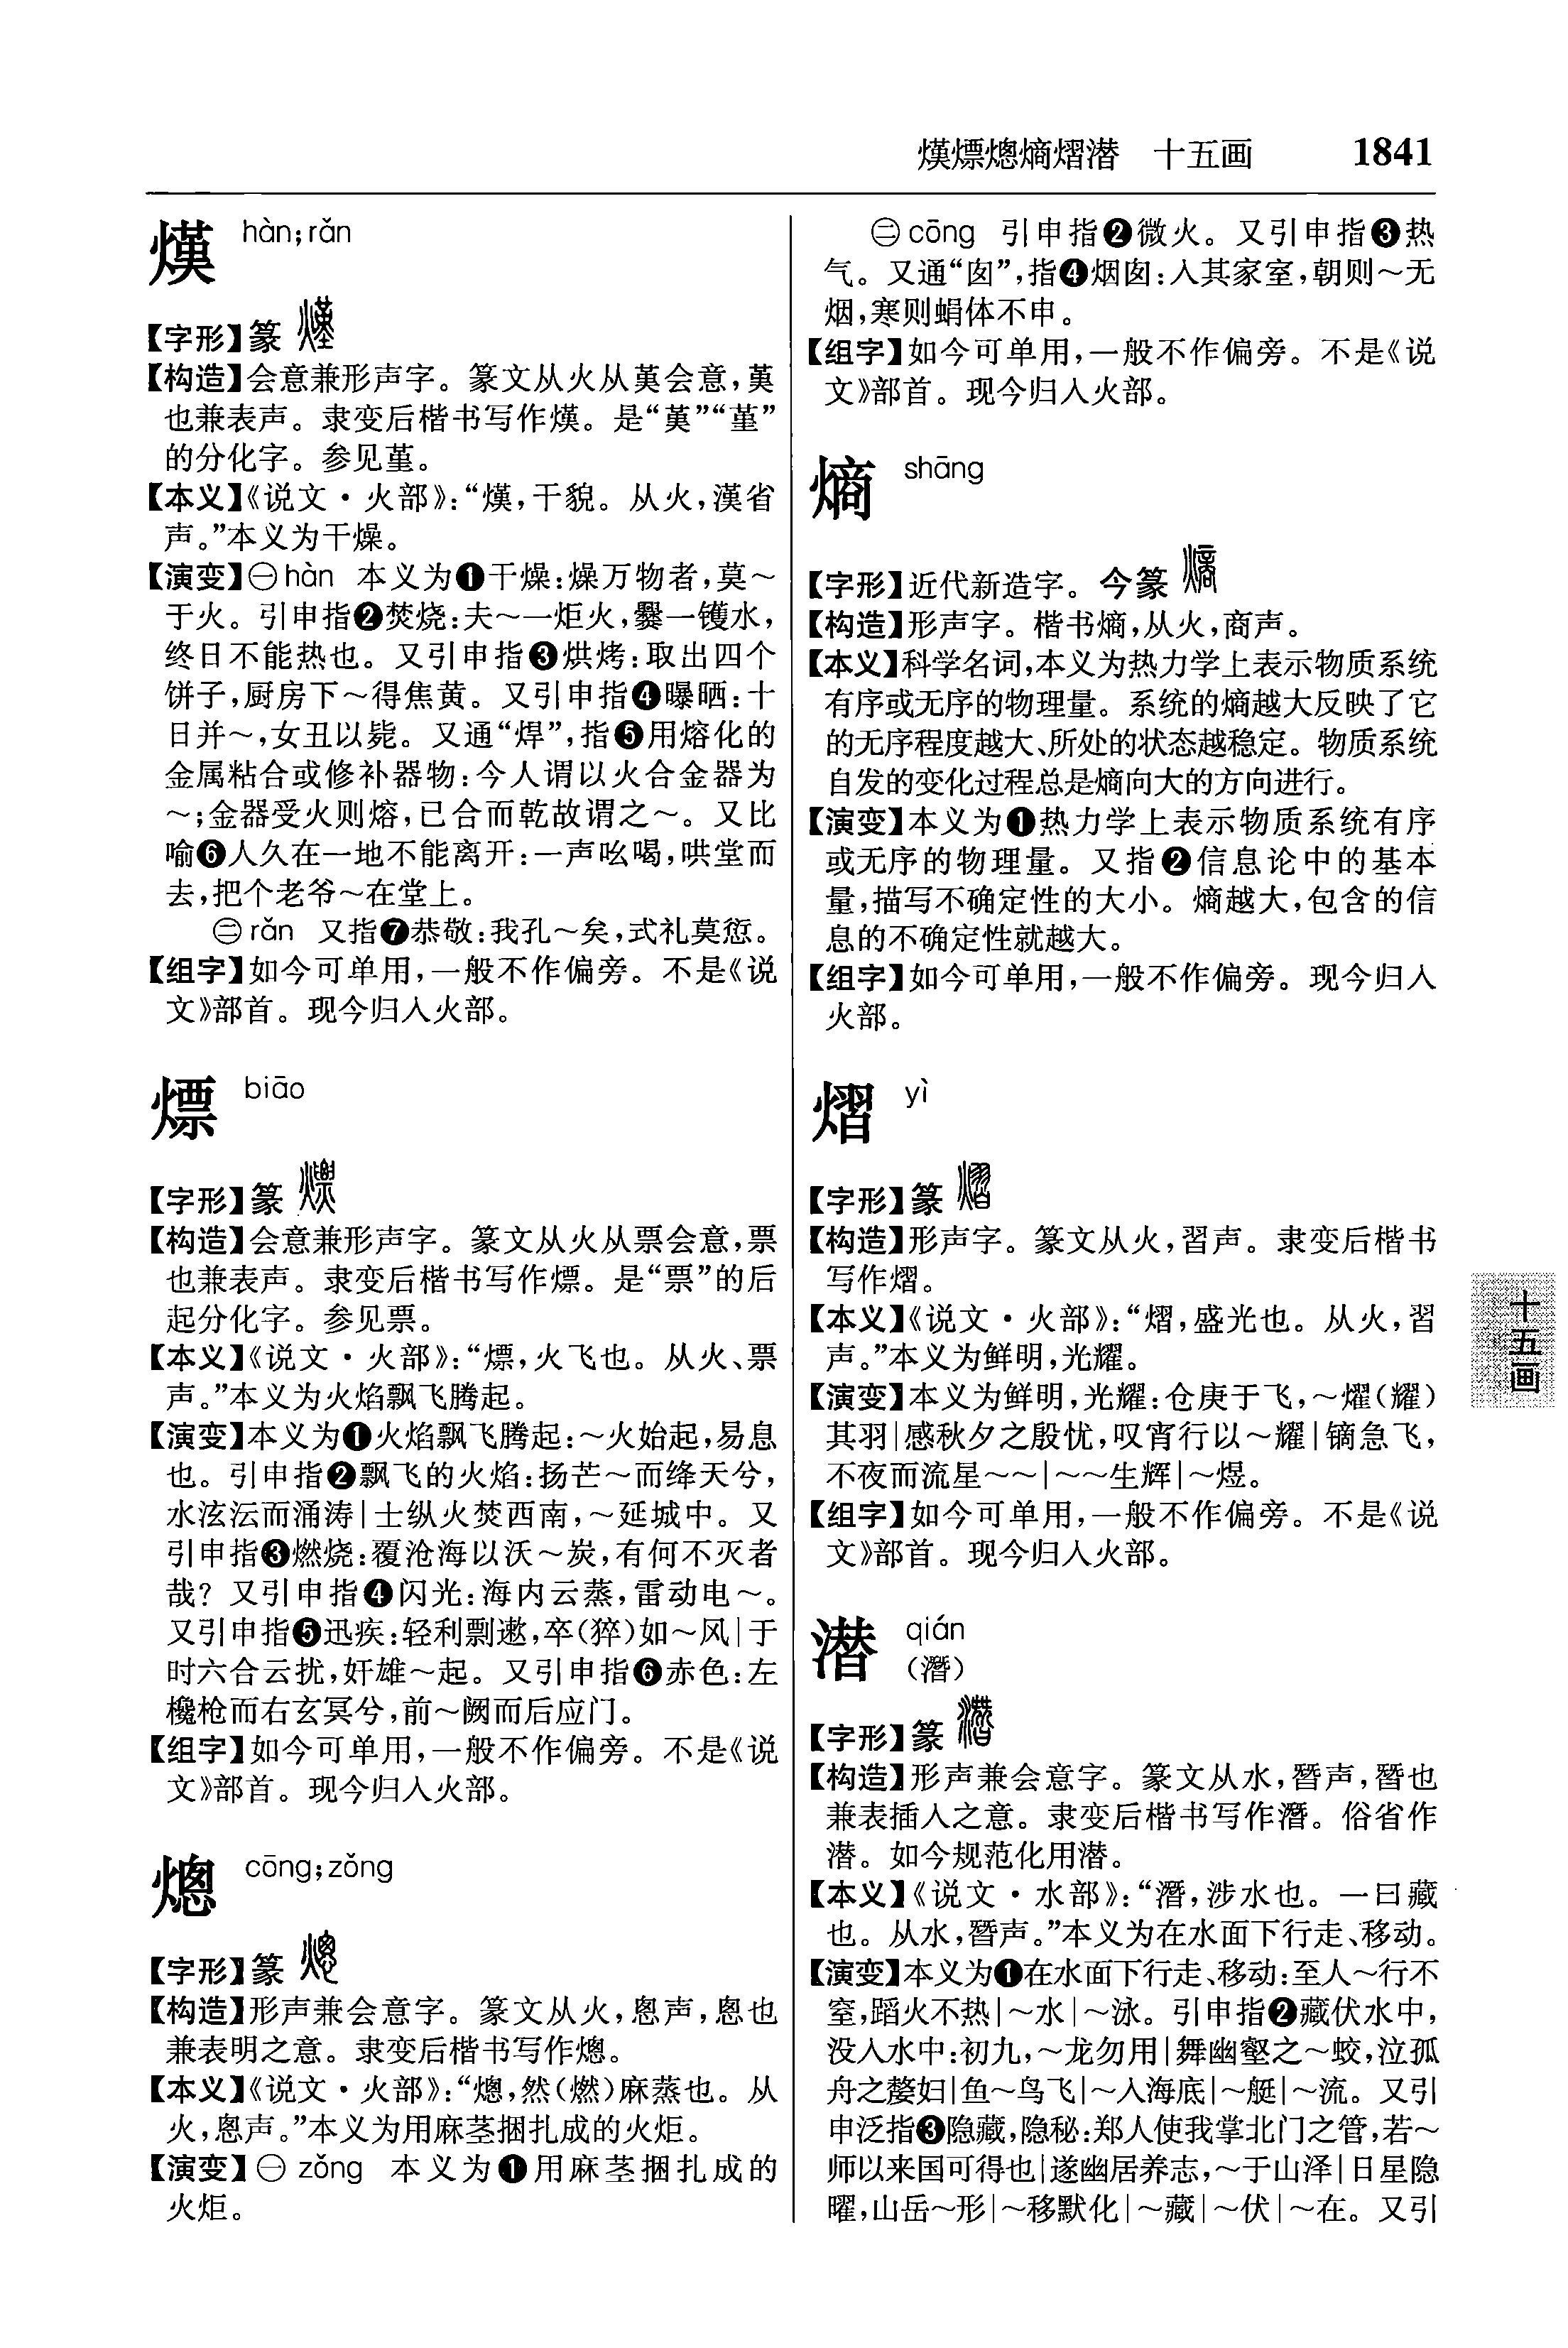 熯熛熜熵熠潜　十五画　1841
熯 hàn;rǎn
【字形】篆
【构造】会意兼形声字。篆文从火从堇会意,堇
也兼表声。隶变后楷书写作熯。是“堇”“堇”
的分化字。参见堇。
【本义】《说文·火部》:“熯,干貌。从火,漢省
声。”本义为干燥。
【演变】㊀hàn 本义为❶干燥:燥万物者,莫~
于火。引申指❷焚烧:夫~一炬火,爨一镬水,
终日不能热也。又引申指❸烘烤:取出四个
饼子,厨房下~得焦黄。又引申指❹曝晒:十
日并~,女丑以毙。又通“焊”,指❺用熔化的
金属粘合或修补器物:今人谓以火合金器为
~;金器受火则熔,已合而乾故谓之~。又比
喻❻人久在一地不能离开:一声吆喝,哄堂而
去,把个老爷~在堂上。
㊁rǎn 又指❼恭敬:我孔~矣,式礼莫愆。
【组字】如今可单用,一般不作偏旁。不是《说
文》部首。现今归入火部。
熛 biāo
【字形】篆
【构造】会意兼形声字。篆文从火从票会意,票
也兼表声。隶变后楷书写作熛。是“票”的后
起分化字。参见票。
【本义】《说文·火部》:“熛,火飞也。从火、票
声。”本义为火焰飘飞腾起。
【演变】本义为❶火焰飘飞腾起:~火始起,易息
也。引申指❷飘飞的火焰:扬芒~而绛天兮,
水泫沄而涌涛|士纵火焚西南,~延城中。又
引申指❸燃烧:覆沧海以沃~炭,有何不灭者
哉?又引申指❹闪光:海内云蒸,雷动电~。
又引申指❺迅疾:轻利剽遬,卒(猝)如~风|于
时六合云扰,奸雄~起。又引申指❻赤色:左
欃枪而右玄冥兮,前~阙而后应门。
【组字】如今可单用,一般不作偏旁。不是《说
文》部首。现今归入火部。
熜 cōng;zǒng
【字形】篆
【构造】形声兼会意字。篆文从火,悤声,悤也
兼表明之意。隶变后楷书写作熜。
【本义】《说文·火部》:“熜,然(燃)麻蒸也。从
火,悤声。”本义为用麻茎捆扎成的火炬。
【演变】㊀zǒng 本义为❶用麻茎捆扎成的
火炬。
㊁cōng 引申指❷微火。又引申指❸热
气。又通“囱”,指❹烟囱:入其家室,朝则~无
烟,寒则蜎体不申。
【组字】如今可单用,一般不作偏旁。不是《说
文》部首。现今归入火部。
熵 shāng
【字形】近代新造字。今篆
【构造】形声字。楷书熵,从火,商声。
【本义】科学名词,本义为热力学上表示物质系统
有序或无序的物理量。系统的熵越大反映了它
的无序程度越大、所处的状态越稳定。物质系统
自发的变化过程总是熵向大的方向进行。
【演变】本义为❶热力学上表示物质系统有序
或无序的物理量。又指❷信息论中的基本
量,描写不确定性的大小。熵越大,包含的信
息的不确定性就越大。
【组字】如今可单用,一般不作偏旁。现今归入
火部。
熠 yì
【字形】篆
【构造】形声字。篆文从火,習声。隶变后楷书
写作熠。
【本义】《说文·火部》:“熠,盛光也。从火,習
声。”本义为鲜明,光耀。
【演变】本义为鲜明,光耀:仓庚于飞,~燿(耀)
其羽|感秋夕之殷忧,叹宵行以~耀|镝急飞,
不夜而流星~~|~~生辉|~煜。
【组字】如今可单用,一般不作偏旁。不是《说
文》部首。现今归入火部。
潜 qián
(潛)
【字形】篆
【构造】形声兼会意字。篆文从水,朁声,朁也
兼表插入之意。隶变后楷书写作潛。俗省作
潜。如今规范化用潜。
【本义】《说文·水部》:“潛,涉水也。一曰藏
也。从水,朁声。”本义为在水面下行走、移动。
【演变】本义为❶在水面下行走、移动:至人~行不
窒,蹈火不热|~水|~泳。引申指❷藏伏水中,
没入水中:初九,~龙勿用|舞幽壑之~蛟,泣孤
舟之嫠妇|鱼~鸟飞|~入海底|~艇|~流。又引
申泛指❸隐藏,隐秘:郑人使我掌北门之管,若~
师以来国可得也|遂幽居养志,~于山泽|日星隐
曜,山岳~形|~移默化|~藏|~伏|~在。又引
十五画